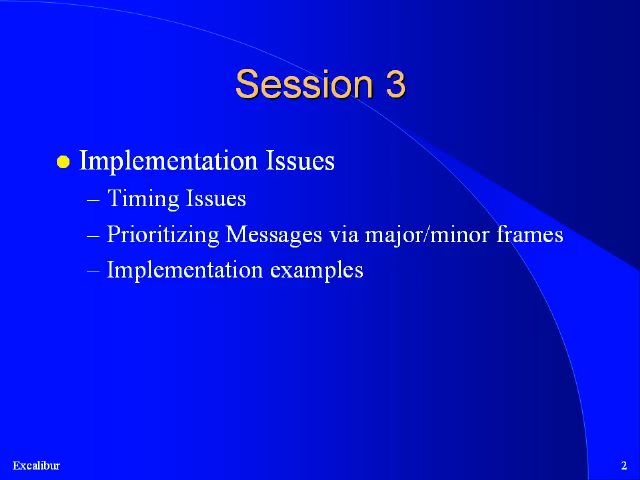 Session 3
● Implementation Issues
– Timing Issues
– Prioritizing Messages via major/minor frames
– Implementation examples
Excalibur
2